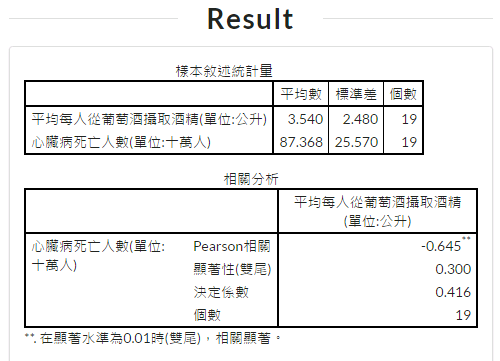 Result
樣本敘述統計量
平均數 標準差 個數
平均每人從葡萄酒攝取酒精(單位:公升) 3.540 2.480 19
心臟病死亡人數(單位:十萬人) 87.368 25.570 19
相關分析
平均每人從葡萄酒攝取酒精
(單位:公升)
心臟病死亡人數(單位: Pearson相關 -0.645**
十萬人)
顯著性(雙尾) 0.300
決定係數 0.416
個數 19
**. 在顯著水準為0.01時(雙尾),相關顯著。